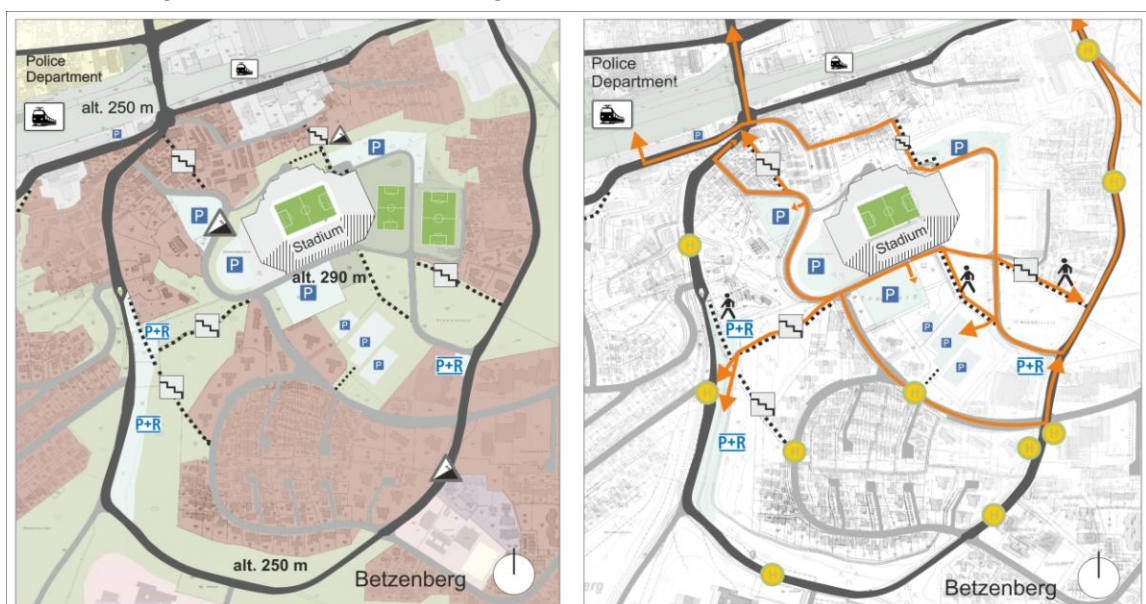 Police
Department
alt. 250 m
P
P
P
P
Stadium
alt. 290 m
P
P
P
P+R
P+R
P+R
alt. 250 m
Betzenberg
Police
Department
P
P
P
P
Stadium
P
P
P
P+R
P+R
P+R
H
H
H
H
H
H
H
H
H
H
Betzenberg